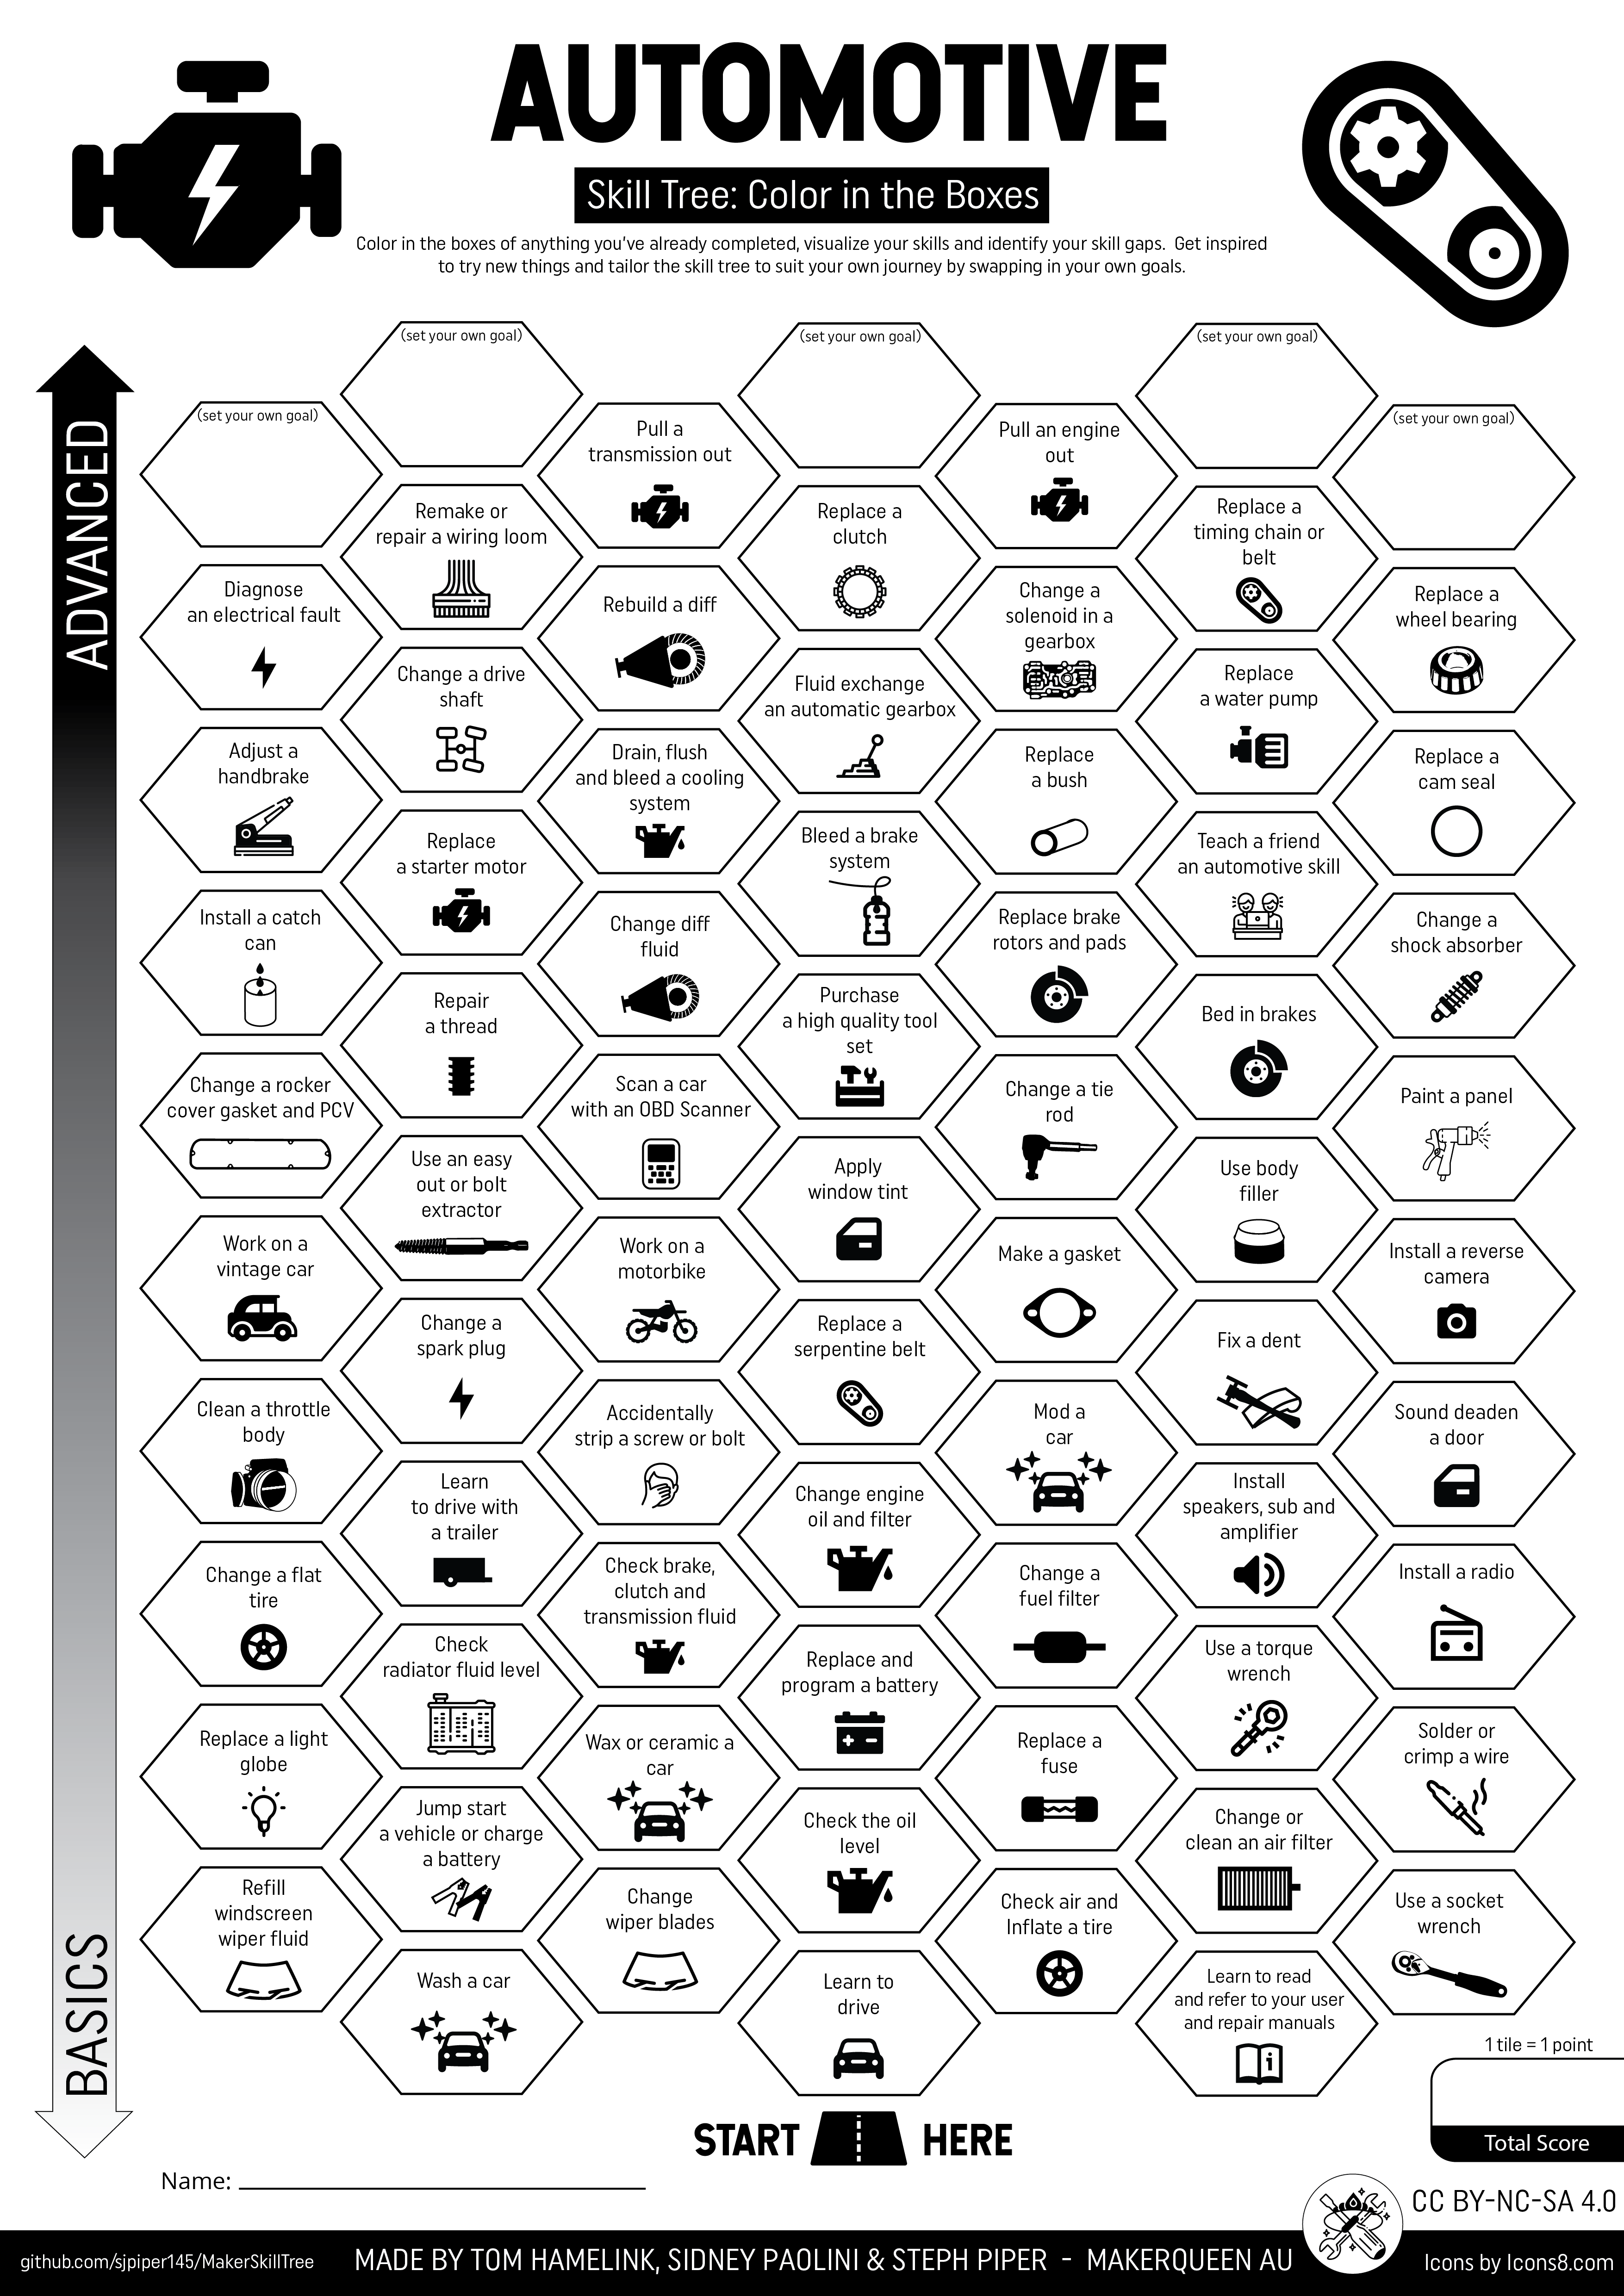 AUTOMOTIVE
Skill Tree: Color in the Boxes
Color in the boxes of anything you've already completed, visualize your skills and identify your skill gaps. Get inspired
to try new things and tailor the skill tree to suit your own journey by swapping in your own goals.
ADVANCED
BASICS
(set your own goal)
(set your own goal)
(set your own goal)
(set your own goal)
(set your own goal)
Pull a
transmission out
Pull an engine
out
Remake or
repair a wiring loom
Replace a
clutch
Replace a
timing chain or
belt
Diagnose
an electrical fault
Rebuild a diff
Change a
solenoid in a
gearbox
Replace a
wheel bearing
Change a drive
shaft
Fluid exchange
an automatic gearbox
Replace
a water pump
Adjust a
handbrake
Drain, flush
and bleed a cooling
system
Replace
a bush
Replace a
cam seal
Replace
a starter motor
Bleed a brake
system
Teach a friend
an automotive skill
Install a catch
can
Change diff
fluid
Replace brake
rotors and pads
Change a
shock absorber
Repair
a thread
Purchase
a high quality tool
set
Bed in brakes
Change a rocker
cover gasket and PCV
Scan a car
with an OBD Scanner
Change a tie
rod
Paint a panel
Use an easy
out or bolt
extractor
Apply
window tint
Use body
filler
Work on a
vintage car
Work on a
motorbike
Make a gasket
Install a reverse
camera
Change a
spark plug
Replace a
serpentine belt
Fix a dent
Clean a throttle
body
Accidentally
strip a screw or bolt
Mod a
car
Sound deaden
a door
Learn
to drive with
a trailer
Change engine
oil and filter
Install
speakers, sub and
amplifier
Change a flat
tire
Check brake,
clutch and
transmission fluid
Change a
fuel filter
Install a radio
Check
radiator fluid level
Replace and
program a battery
Use a torque
wrench
Replace a light
globe
Wax or ceramic a
car
Replace a
fuse
Solder or
crimp a wire
Jump start
a vehicle or charge
a battery
Check the oil
level
Change or
clean an air filter
Refill
windscreen
wiper fluid
Change
wiper blades
Check air and
Inflate a tire
Use a socket
wrench
Wash a car
Learn to
drive
Learn to read
and refer to your user
and repair manuals
1 tile = 1 point
Total Score
START HERE
Name:
CC BY-NC-SA 4.0
github.com/sjpiper145/MakerSkillTree
MADE BY TOM HAMELINK, SIDNEY PAOLINI & STEPH PIPER - MAKERQUEEN AU
Icons by Icons8.com